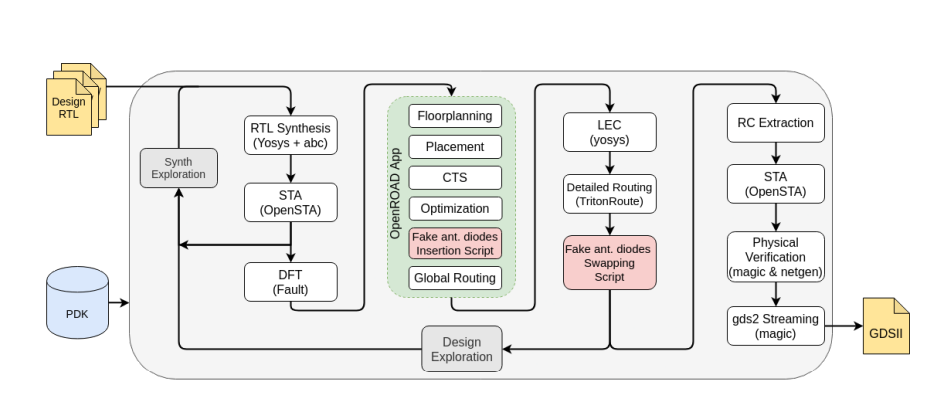 Design
RTL
PDK
Synth
Exploration
RTL Synthesis
(Yosys + abc)
STA
(OpenSTA)
DFT
(Fault)
OpenROAD App
Floorplanning
Placement
CTS
Optimization
Fake ant. diodes
Insertion Script
Global Routing
Design
Exploration
LEC
(yosys)
Detailed Routing
(TritonRoute)
Fake ant. diodes
Swapping
Script
RC Extraction
STA
(OpenSTA)
Physical
Verification
(magic & netgen)
gds2 Streaming
(magic)
GDSII